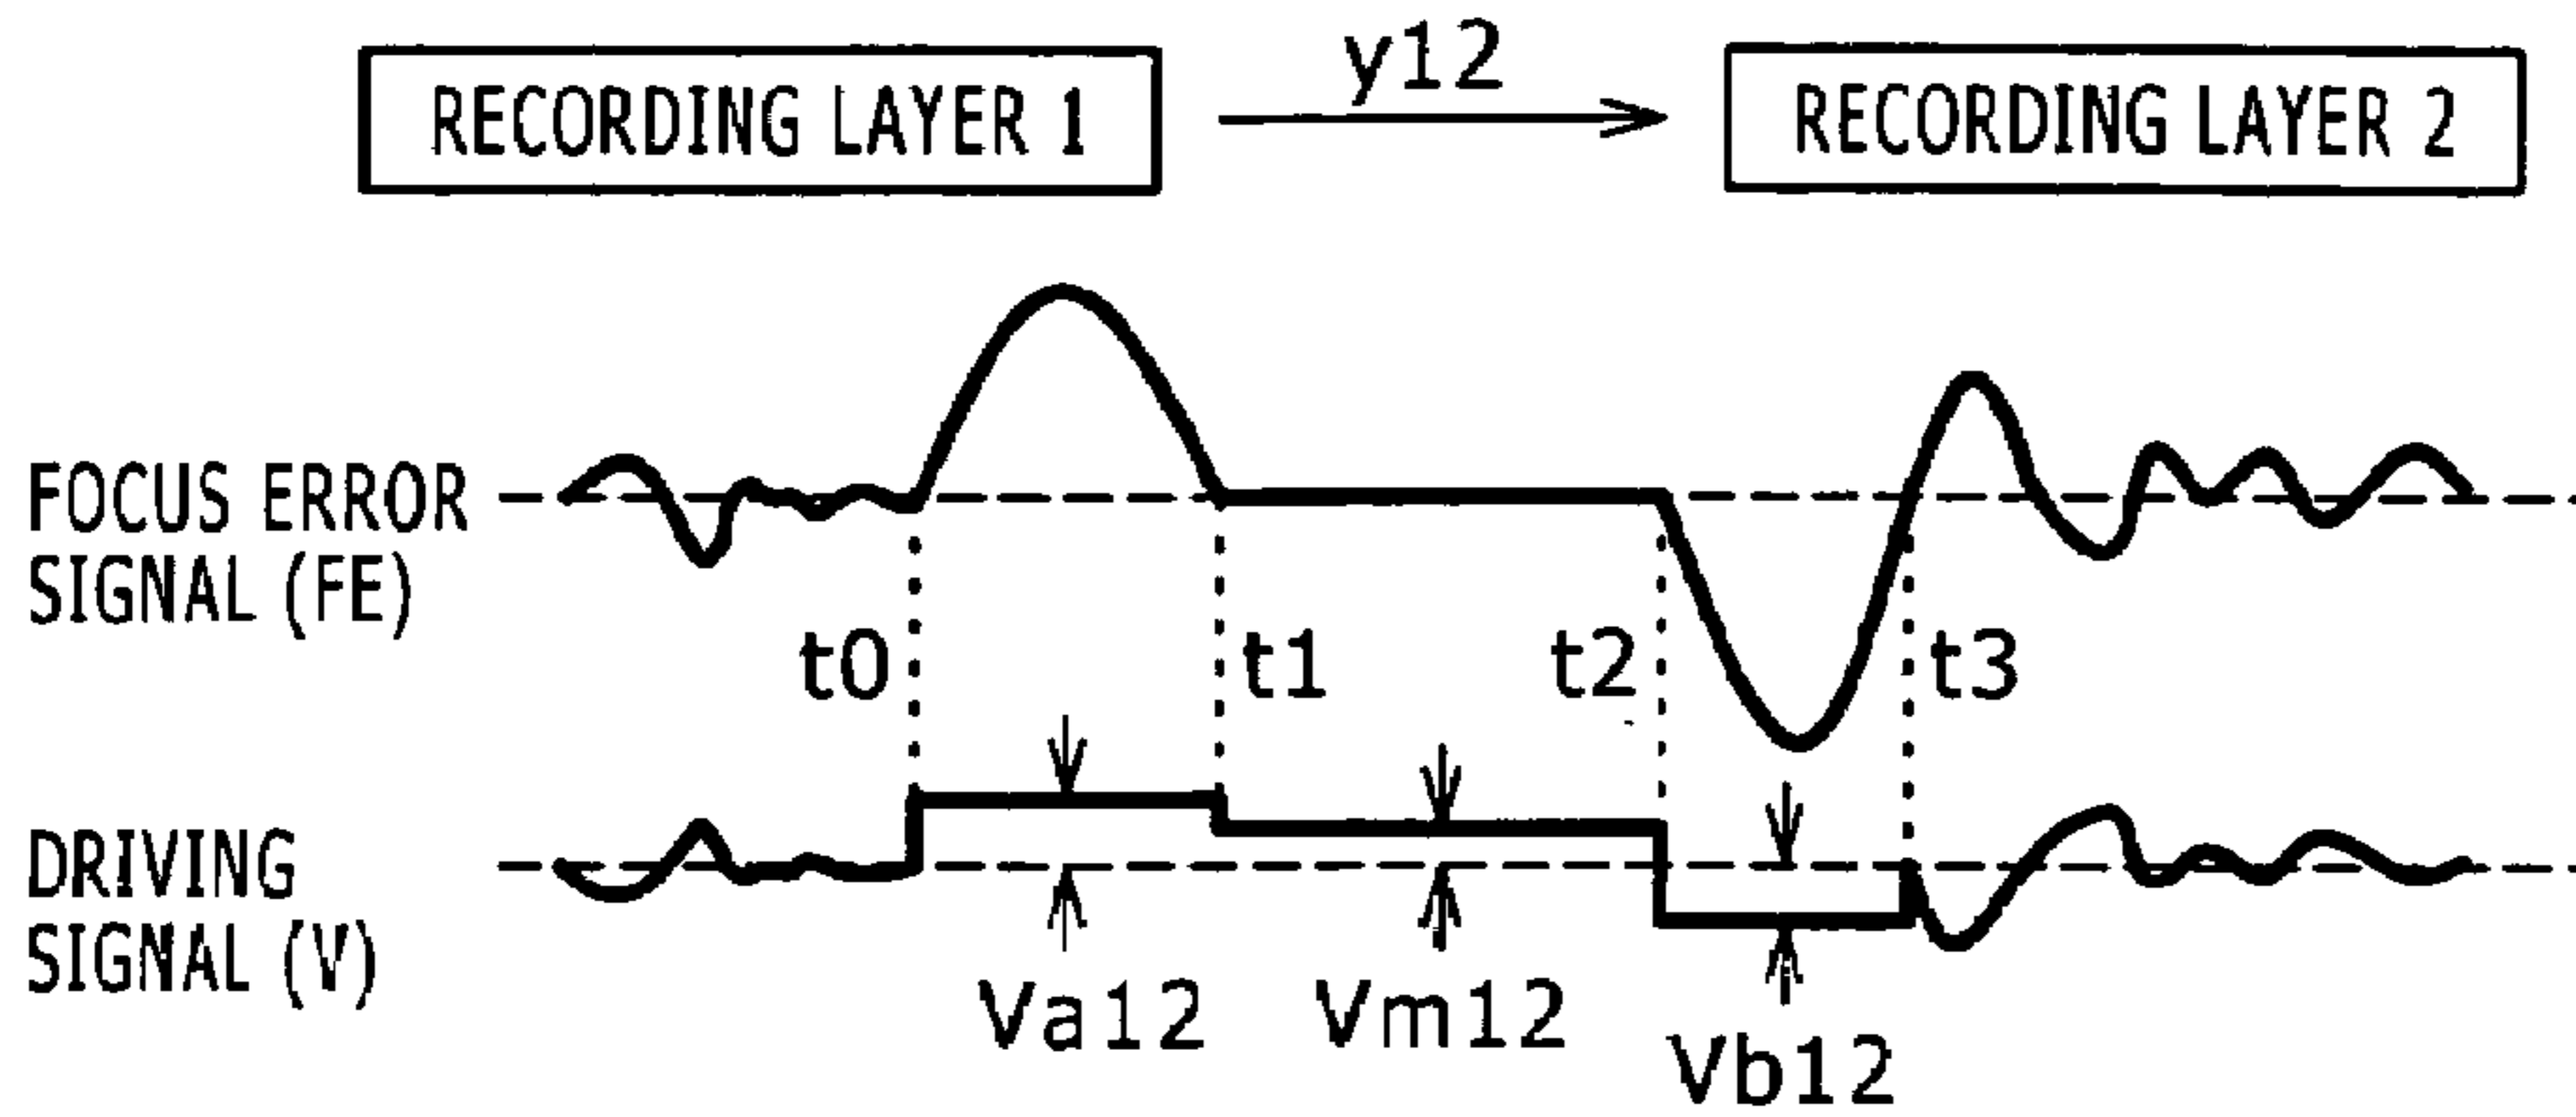 y12
RECORDING LAYER 1
RECORDING LAYER 2
FOCUS ERROR
SIGNAL (FE)
t0
t1
t2
t3
DRIVING
SIGNAL (V)
Va12
Vm12
Vb12